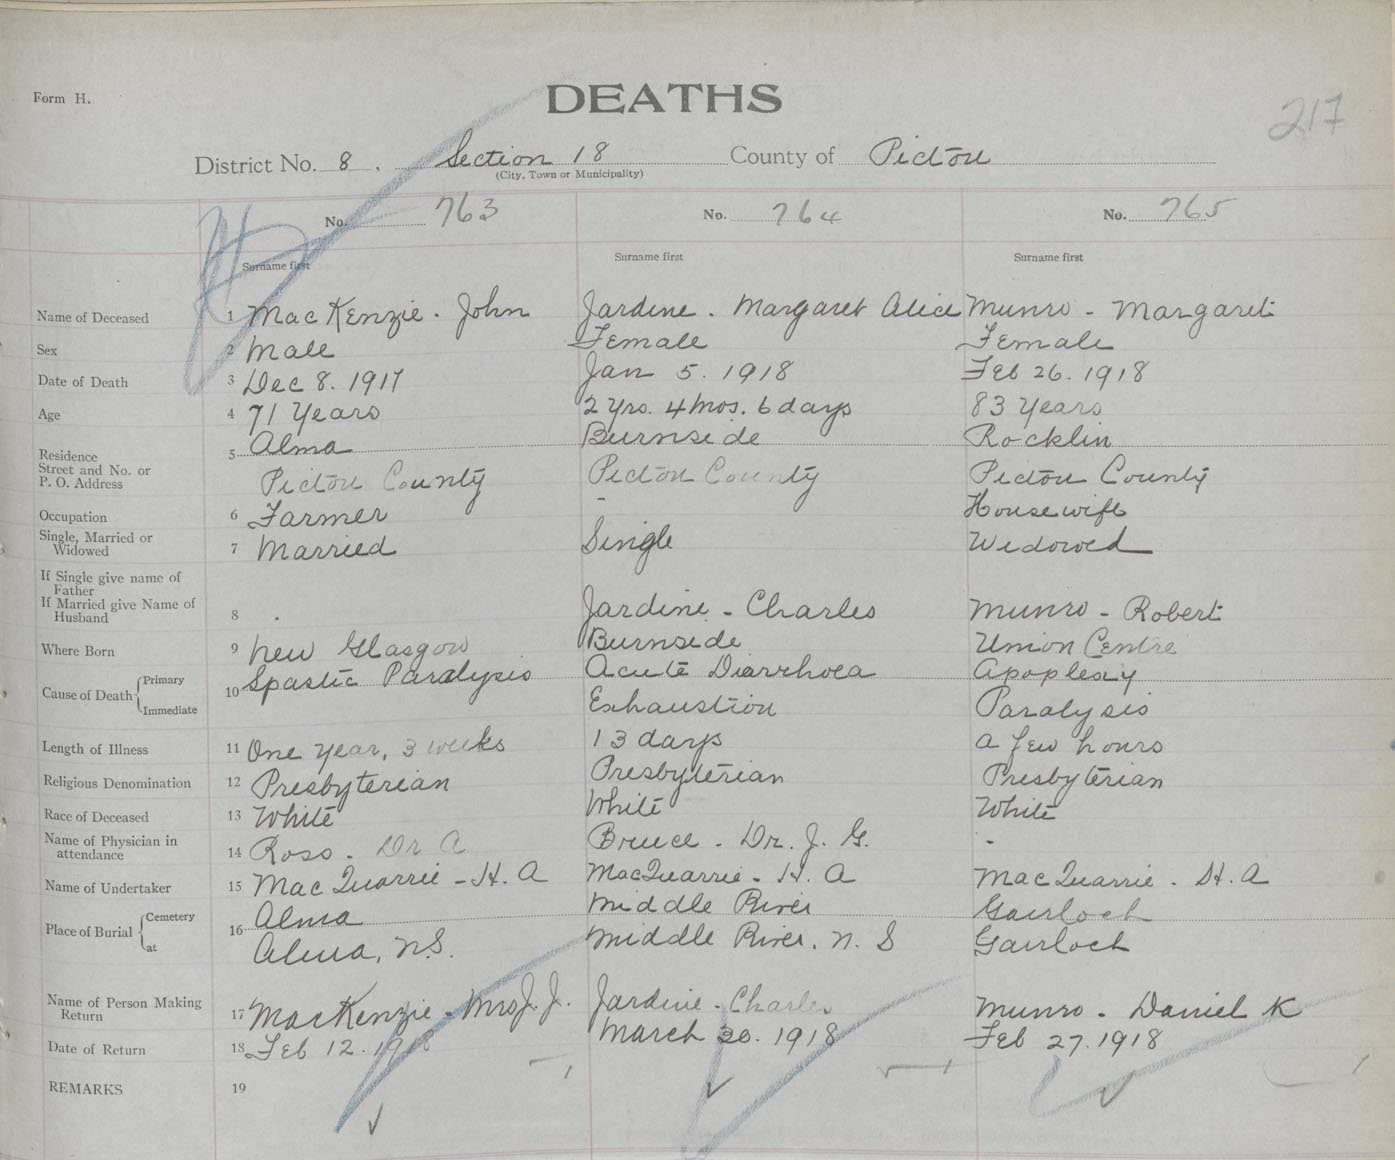 Form H.
DEATHS
217
District No. 8. Section 18 County of Pictou
(City, Town or Municipality)
No. 763 No. 764 No. 765
Surname first Surname first Surname first
Name of Deceased 1 MacKenzie. John Jardine. Margaret Alice Munro - Margaret
Sex 2 Male Female Female
Date of Death 3 Dec 8. 1917 Jan 5. 1918 Feb 26. 1918
Age 4 71 Years 2 yrs. 4 mos. 6 days 83 Years
Residence
Street and No. or
P. O. Address
5 Alma Burnside Rocklin
Pictou County Pictou County Pictou County
Occupation 6 Farmer - Housewife
Single, Married or
Widowed
7 Married Single Widowed
If Single give name of
Father
If Married give Name of
Husband
8 . Jardine - Charles Munro - Robert
Where Born 9 New Glasgow Burnside Union Centre
Cause of Death Primary
Immediate
10 Spastic Paralysis Acute Diarrhoea Apoplexy
Exhaustion Paralysis
Length of Illness 11 One year, 3 weeks 13 days a few hours
Religious Denomination 12 Presbyterian Presbyterian Presbyterian
Race of Deceased 13 White White White
Name of Physician in
attendance
14 Ross. Dr A Bruce - Dr. J. G. -
Name of Undertaker 15 MacQuarrie - H. A MacQuarrie - H. A MacQuarrie - H. A
Place of Burial Cemetery
at
16 Alma Middle River Gairloch
Alma, N.S. Middle River, N. S Gairloch
Name of Person Making
Return
17 MacKenzie - Mrs J. J. Jardine - Charles Munro - Daniel K
Date of Return 18 Feb 12. 1918 March 30. 1918 Feb 27. 1918
REMARKS 19